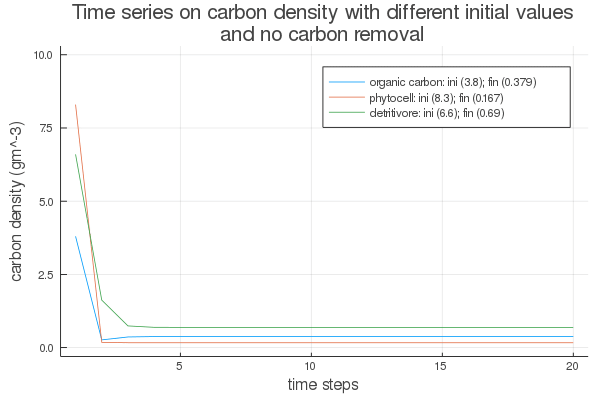 Time series on carbon density with different initial values
and no carbon removal
10.0
7.5
5.0
2.5
0.0
carbon density (gm^-3)
organic carbon: ini (3.8); fin (0.379)
phytocell: ini (8.3); fin (0.167)
detritivore: ini (6.6); fin (0.69)
5
10
15
20
time steps